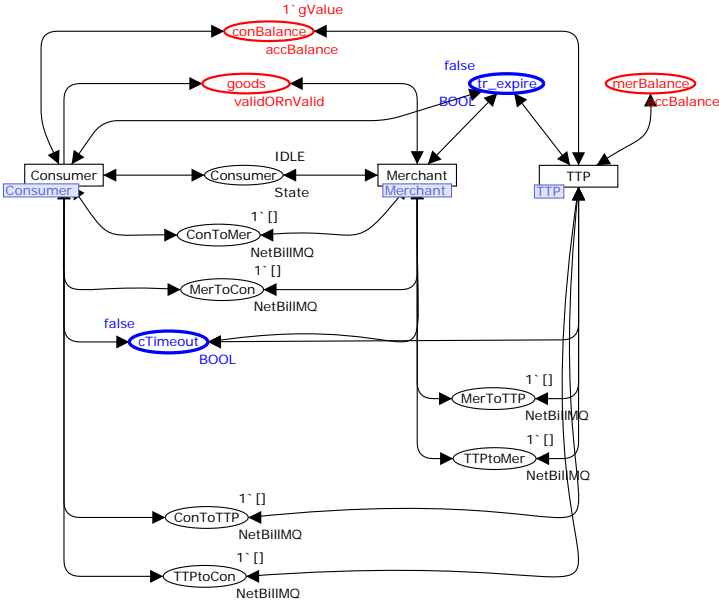 1`gValue
conBalance
accBalance
false
goods
tr_expire
merBalance
validORnValid
BOOL
accBalance
IDLE
Consumer
Consumer
Merchant
TTP
Consumer
State
Merchant
TTP
1`[]
ConToMer
NetBillMQ
1`[]
MerToCon
NetBillMQ
false
cTimeout
BOOL
1`[]
MerToTTP
NetBillMQ
1`[]
TTPtoMer
NetBillMQ
1`[]
ConToTTP
NetBillMQ
1`[]
TTPtoCon
NetBillMQ